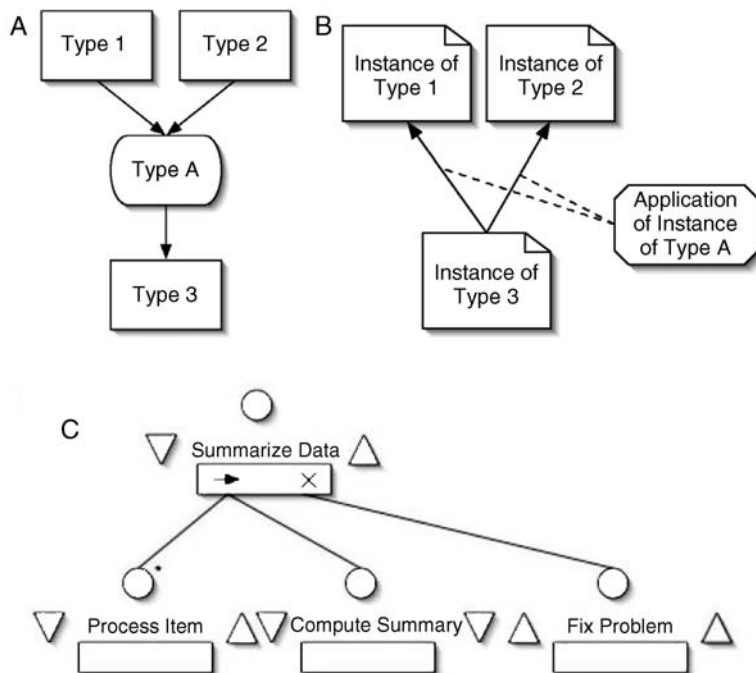 A
Type 1
Type 2
Type A
Type 3
B
Instance of
Type 1
Instance of
Type 2
Application
of Instance
of Type A
Instance of
Type 3
C
Summarize Data
Process Item
Compute Summary
Fix Problem